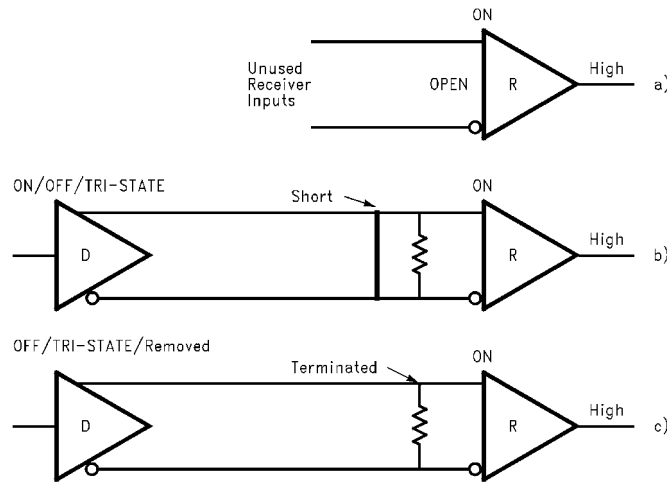 ON
Unused
Receiver
Inputs
OPEN
R
High
a)
ON/OFF/TRI-STATE
Short
ON
D
R
High
b)
OFF/TRI-STATE/Removed
Terminated
ON
D
R
High
c)